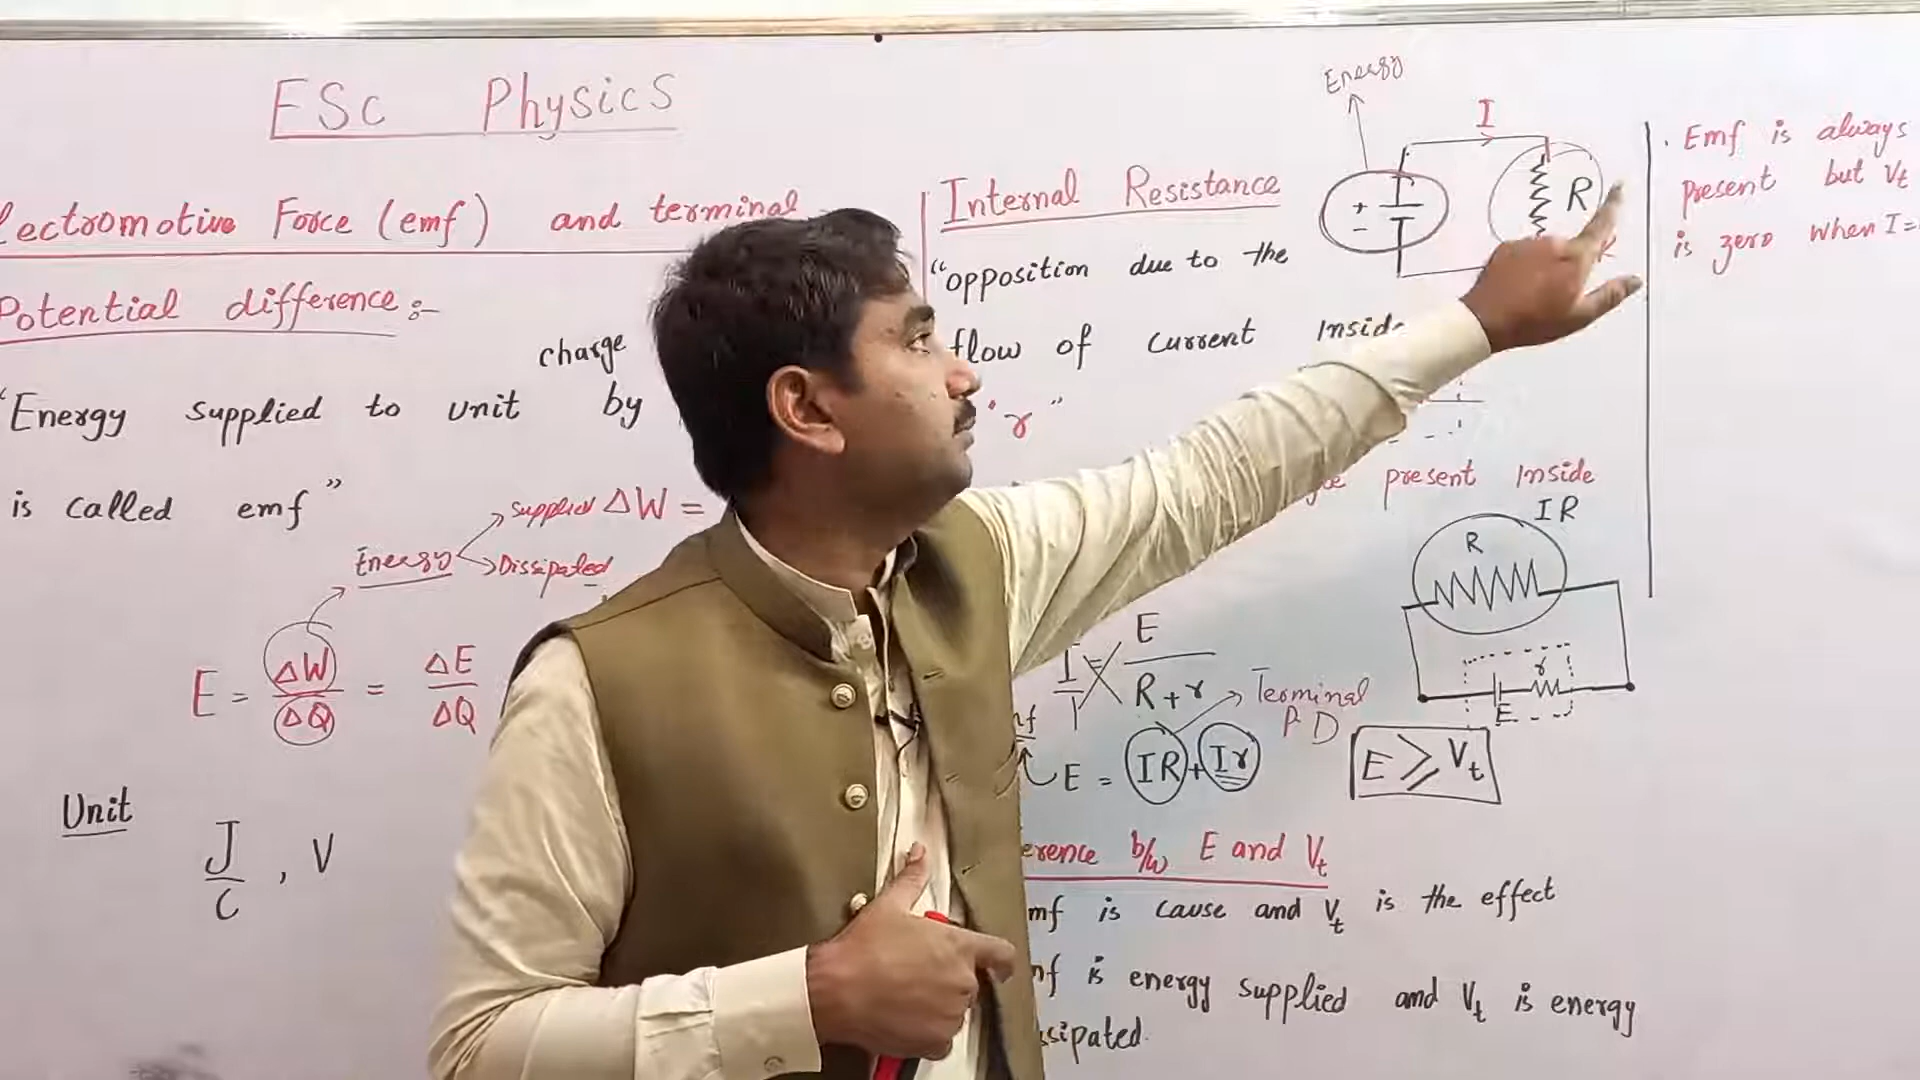 FSc Physics
lectromotive Force (emf) and terminal
Potential difference:-
charge
"Energy supplied to unit by
is called emf"
Energy
Supplied ΔW =
Dissipated
E = ΔW/ΔQ = ΔE/ΔQ
Unit
J/C , V
Internal Resistance
"opposition due to the
flow of current Inside
"r"
present Inside
Energy
I
+
-
R
IR
R
r
E
I/1 = E/R+r
Terminal
P D
E = IR + Ir
E ⩾ Vt
erence b/w E and Vt
mf is cause and Vt is the effect
mf is energy supplied and Vt is energy
ssipated.
. Emf is always
present but Vt
is zero when I=